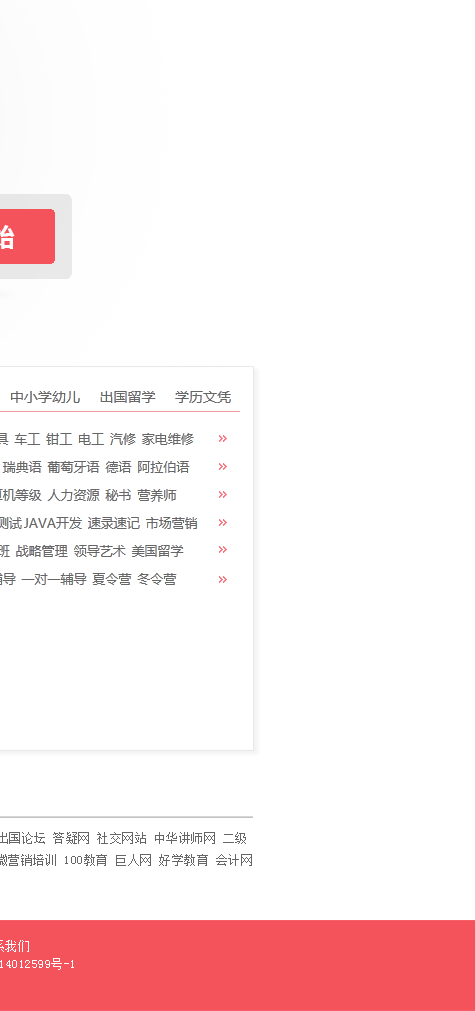 始
中小学幼儿 出国留学 学历文凭
具 车工 钳工 电工 汽修 家电维修 »
瑞典语 葡萄牙语 德语 阿拉伯语 »
算机等级 人力资源 秘书 营养师 »
测试 JAVA开发 速录速记 市场营销 »
班 战略管理 领导艺术 美国留学 »
辅导 一对一辅导 夏令营 冬令营 »
出国论坛 答疑网 社交网站 中华讲师网 二级
微营销培训 100教育 巨人网 好学教育 会计网
系我们
14012599号-1